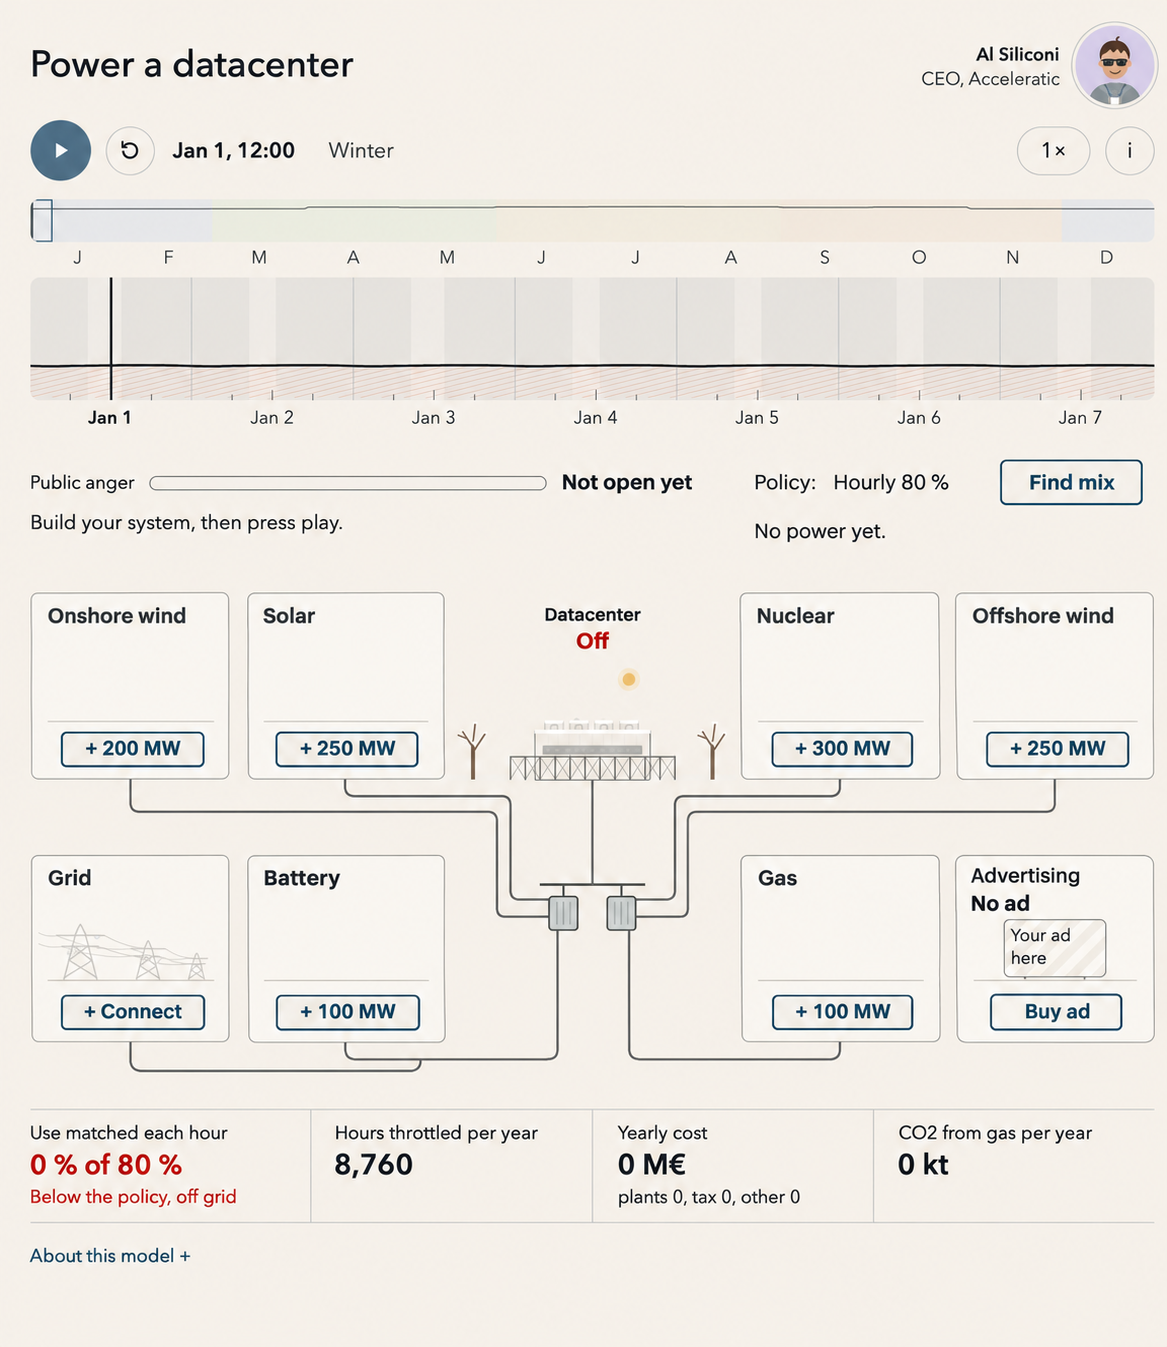 Power a datacenter
Al Siliconi
CEO, Acceleratic
Jan 1, 12:00
Winter
1×
i
J F M A M J J A S O N D
Jan 1 Jan 2 Jan 3 Jan 4 Jan 5 Jan 6 Jan 7
Public anger
Not open yet
Policy: Hourly 80 %
Find mix
Build your system, then press play.
No power yet.
Onshore wind
+ 200 MW
Solar
+ 250 MW
Datacenter
Off
Nuclear
+ 300 MW
Offshore wind
+ 250 MW
Grid
+ Connect
Battery
+ 100 MW
Gas
+ 100 MW
Advertising
No ad
Your ad
here
Buy ad
Use matched each hour
0 % of 80 %
Below the policy, off grid
Hours throttled per year
8,760
Yearly cost
0 M€
plants 0, tax 0, other 0
CO2 from gas per year
0 kt
About this model +